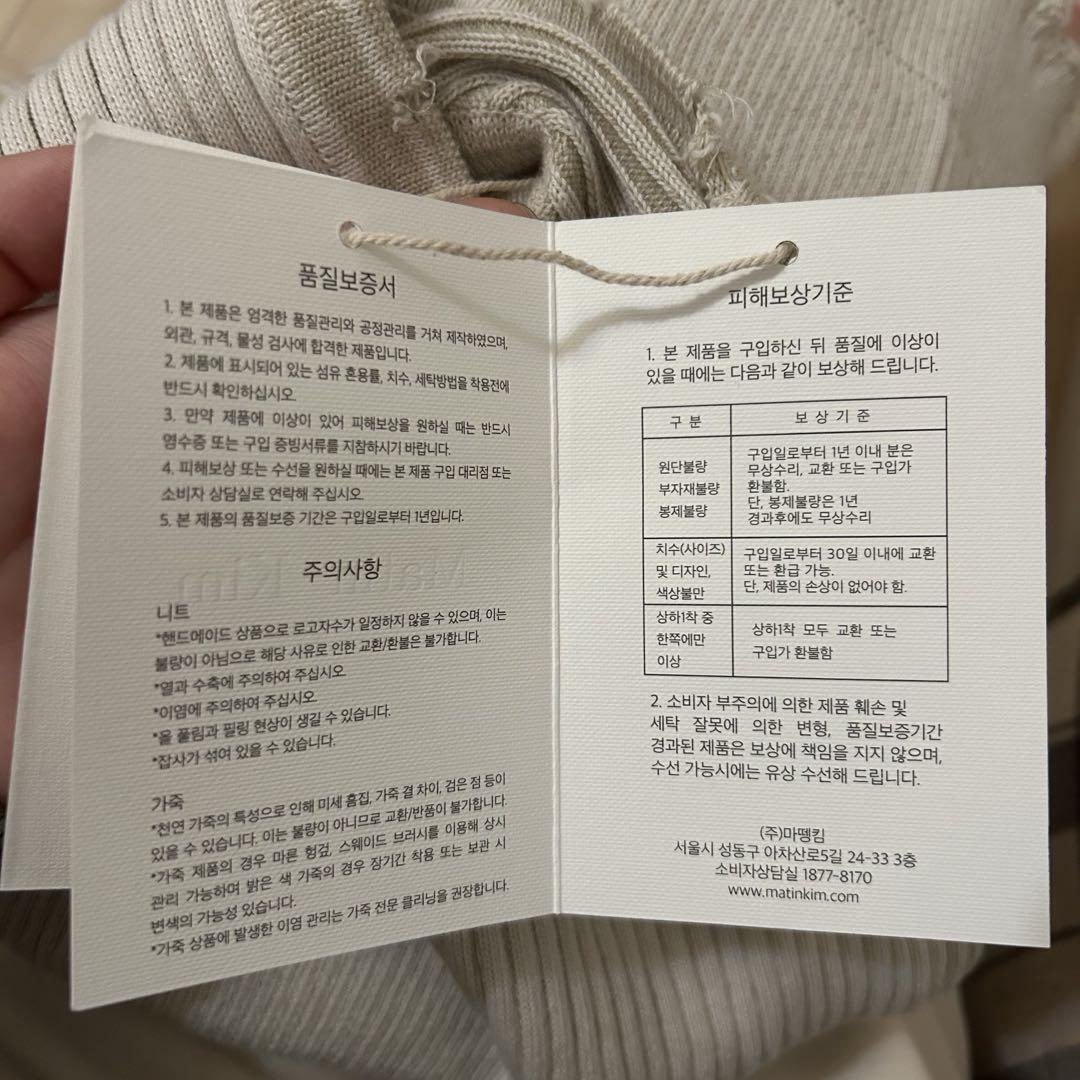 품질보증서
1. 본 제품은 엄격한 품질관리와 공정관리를 거쳐 제작하였으며,
외관, 규격, 물성 검사에 합격한 제품입니다.
2. 제품에 표시되어 있는 섬유 혼용률, 치수, 세탁방법을 착용전에
반드시 확인하십시오.
3. 만약 제품에 이상이 있어 피해보상을 원하실 때는 반드시
영수증 또는 구입 증빙서류를 지참하시기 바랍니다.
4. 피해보상 또는 수선을 원하실 때에는 본 제품 구입 대리점 또는
소비자 상담실로 연락해 주십시오.
5. 본 제품의 품질보증 기간은 구입일로부터 1년입니다.
주의사항
니트
*핸드메이드 상품으로 로고자수가 일정하지 않을 수 있으며, 이는
불량이 아님으로 해당 사유로 인한 교환/환불은 불가합니다.
*열과 수축에 주의하여 주십시오.
*이염에 주의하여 주십시오.
*올 풀림과 필링 현상이 생길 수 있습니다.
*잡사가 섞여 있을 수 있습니다.
가죽
*천연 가죽의 특성으로 인해 미세 흠집, 가죽 결 차이, 검은 점 등이
있을 수 있습니다. 이는 불량이 아니므로 교환/반품이 불가합니다.
*가죽 제품의 경우 마른 헝겊, 스웨이드 브러시를 이용해 상시
관리 가능하며 밝은 색 가죽의 경우 장기간 착용 또는 보관 시
변색의 가능성 있습니다.
*가죽 상품에 발생한 이염 관리는 가죽 전문 클리닝을 권장합니다.
피해보상기준
1. 본 제품을 구입하신 뒤 품질에 이상이
있을 때에는 다음과 같이 보상해 드립니다.
구 분 보 상 기 준
원단불량
부자재불량
봉제불량
구입일로부터 1년 이내 분은
무상수리, 교환 또는 구입가
환불함.
단, 봉제불량은 1년
경과후에도 무상수리
치수(사이즈)
및 디자인,
색상불만
구입일로부터 30일 이내에 교환
또는 환급 가능.
단, 제품의 손상이 없어야 함.
상하1착 중
한쪽에만
이상
상하1착 모두 교환 또는
구입가 환불함
2. 소비자 부주의에 의한 제품 훼손 및
세탁 잘못에 의한 변형, 품질보증기간
경과된 제품은 보상에 책임을 지지 않으며,
수선 가능시에는 유상 수선해 드립니다.
(주)마뗑킴
서울시 성동구 아차산로5길 24-33 3층
소비자상담실 1877-8170
www.matinkim.com